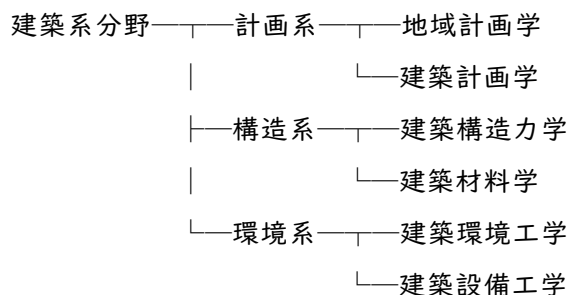 建築系分野―┬―計画系―┬―地域計画学
│ └―建築計画学
├―構造系―┬―建築構造力学
│ └―建築材料学
└―環境系―┬―建築環境工学
└―建築設備工学